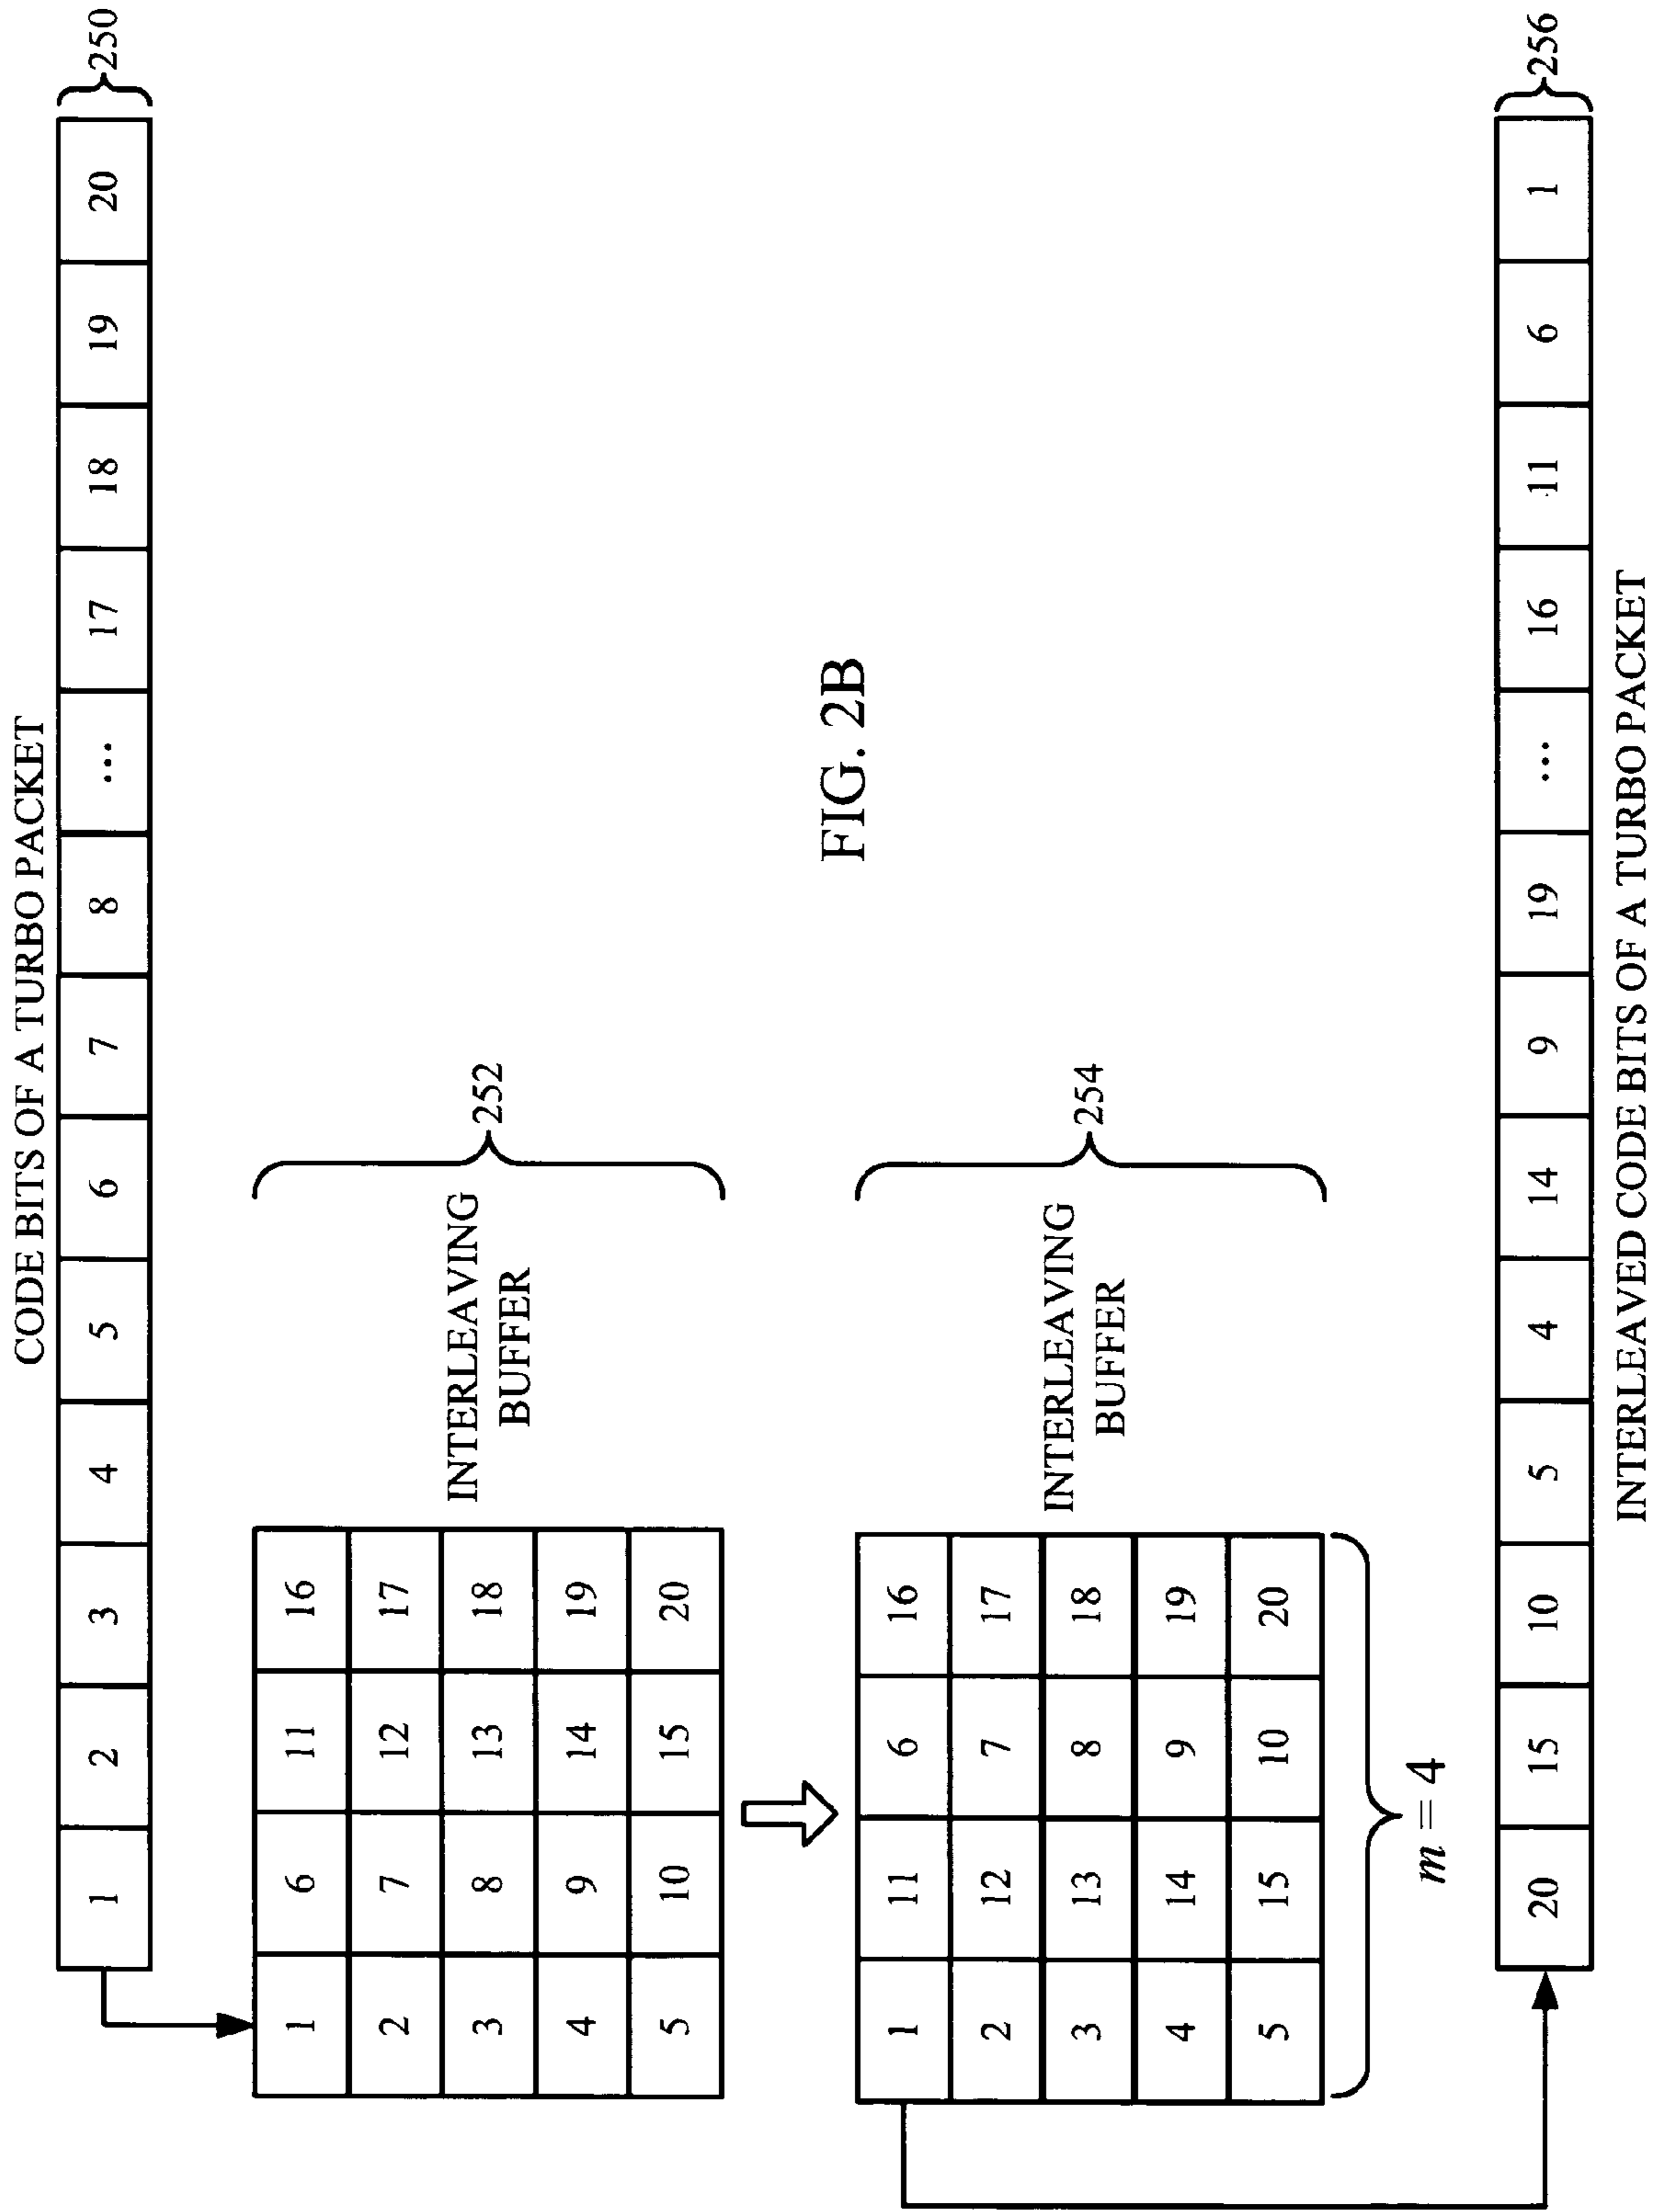 CODE BITS OF A TURBO PACKET
1 2 3 4 5 6 7 8 ... 17 18 19 20 250
1 6 11 16
2 7 12 17
3 8 13 18
4 9 14 19
5 10 15 20
INTERLEAVING
BUFFER
252
1 11 6 16
2 12 7 17
3 13 8 18
4 14 9 19
5 15 10 20
INTERLEAVING
BUFFER
254
m = 4
FIG. 2B
20 15 10 5 4 14 9 19 ... 16 11 6 1 256
INTERLEAVED CODE BITS OF A TURBO PACKET